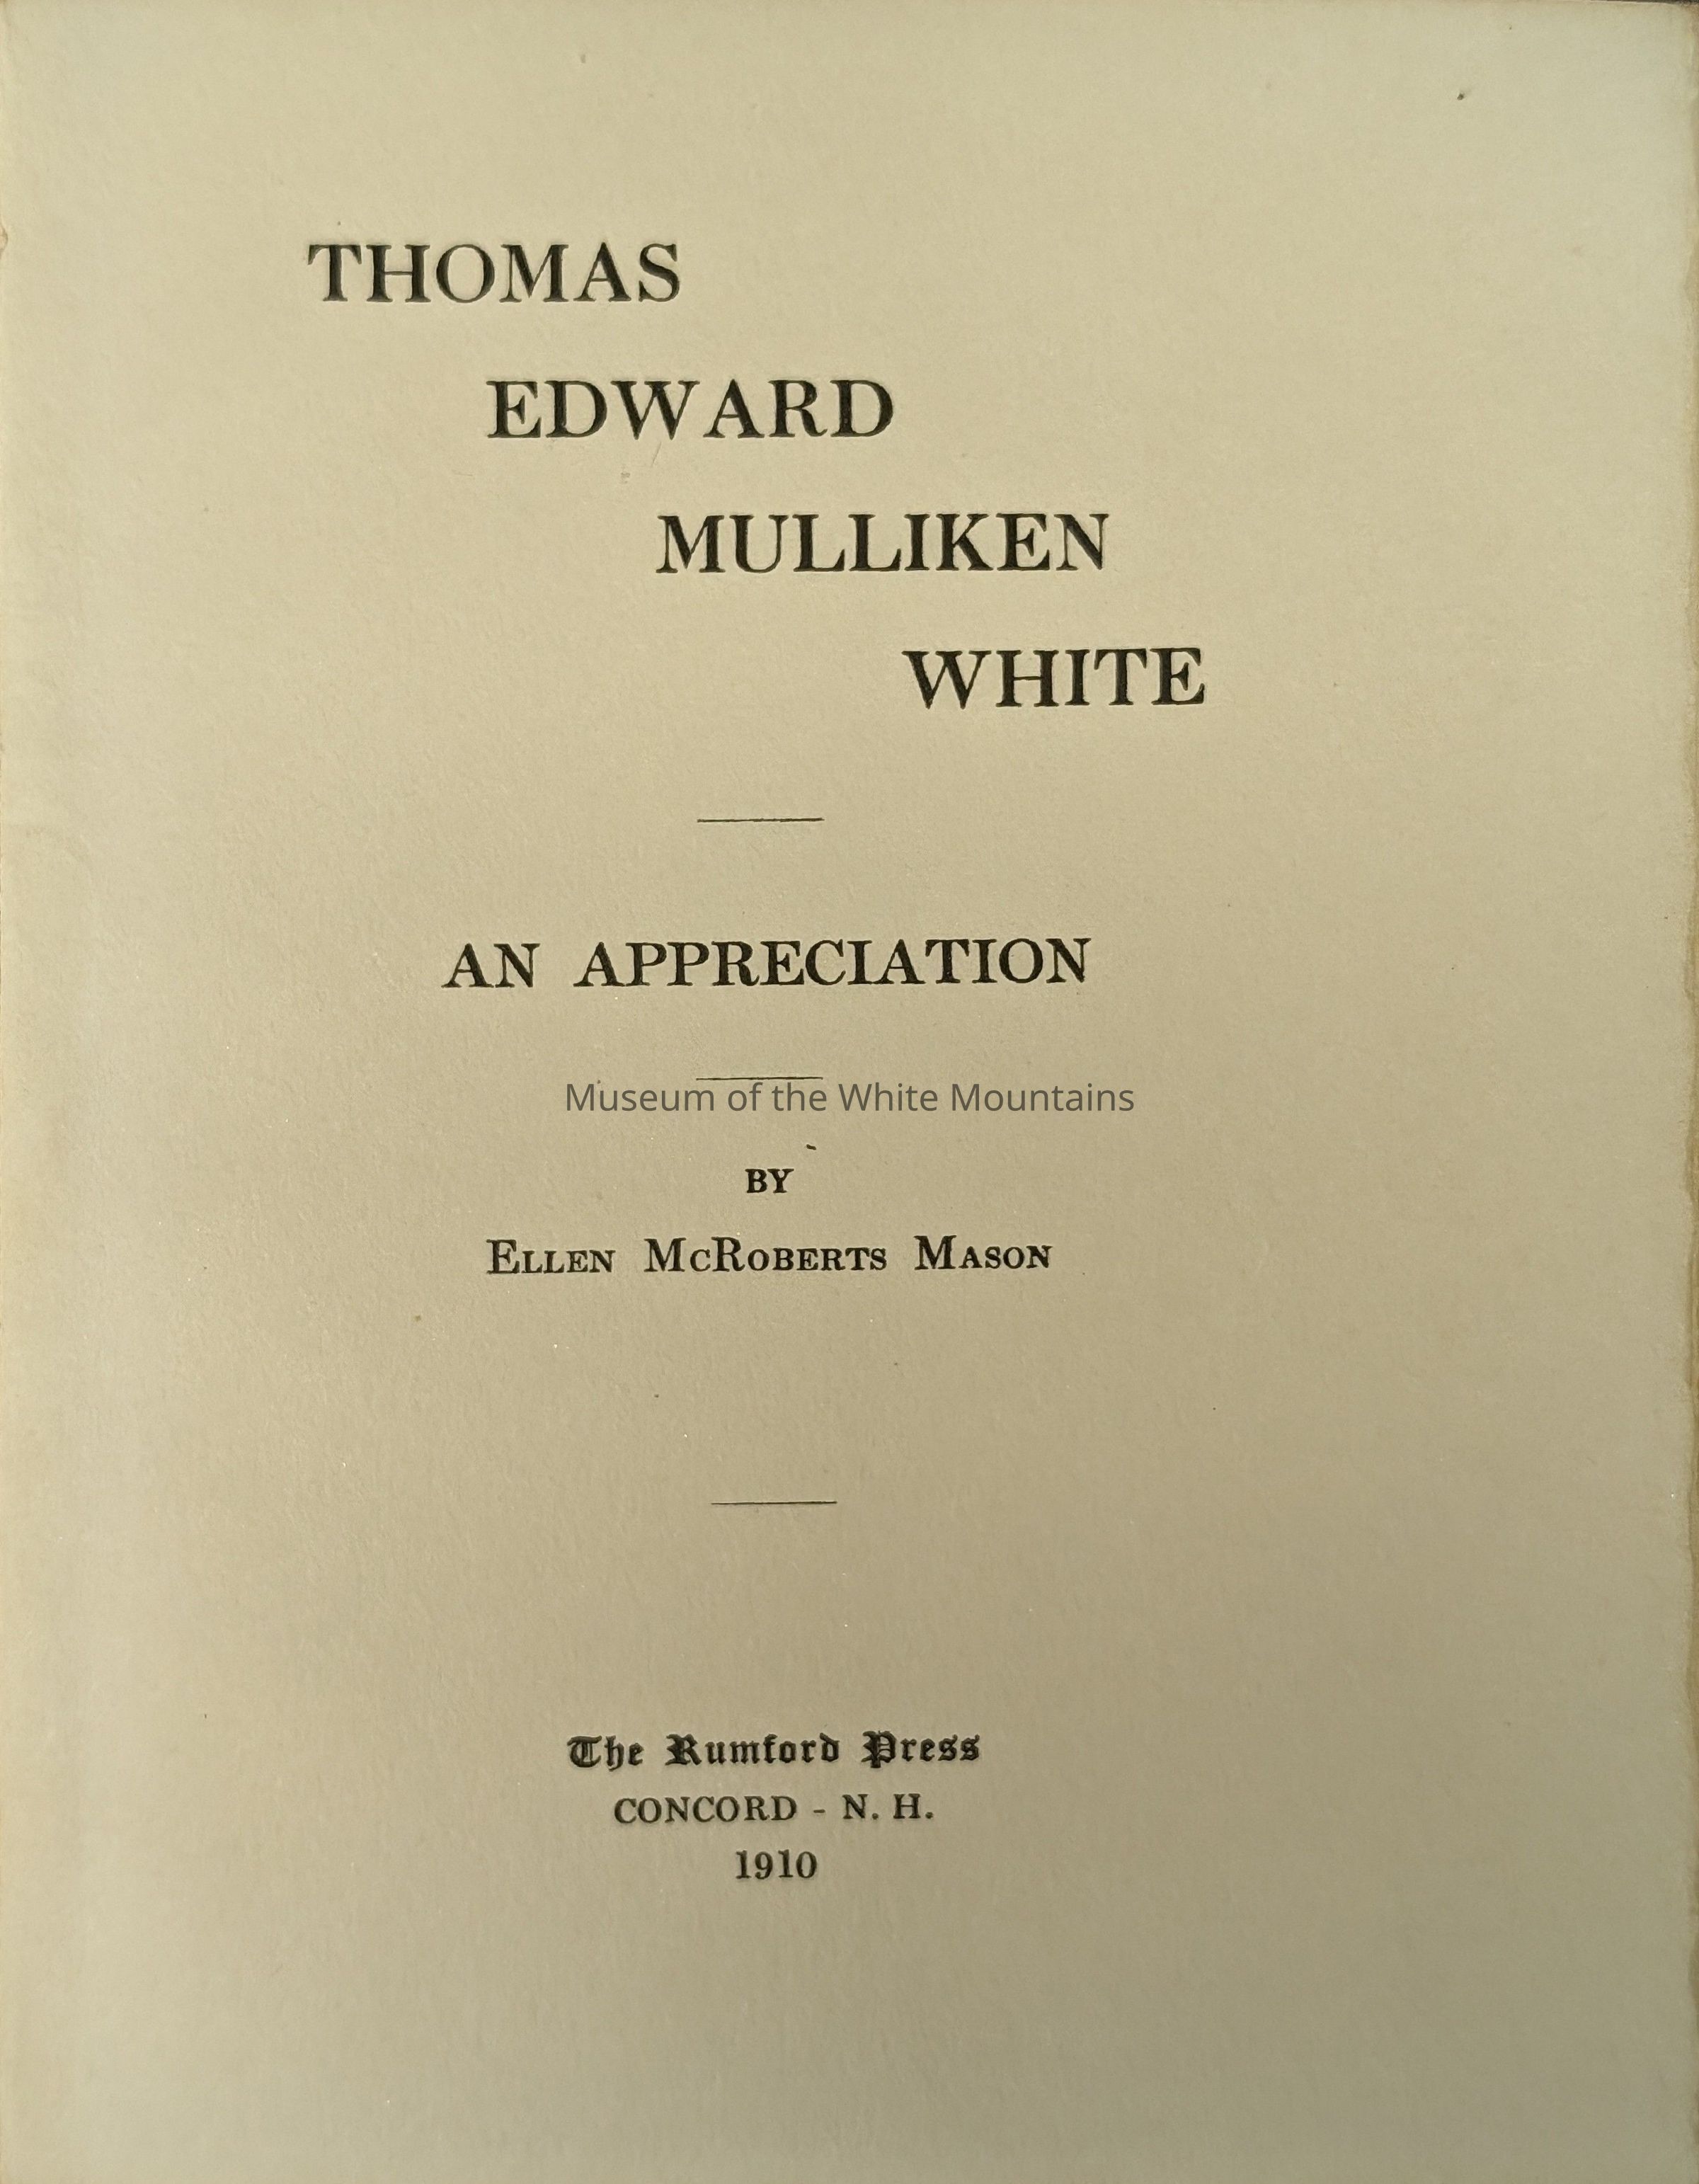 THOMAS
EDWARD
MULLIKEN
WHITE
AN APPRECIATION
Museum of the White Mountains
BY
ELLEN MCROBERTS MASON
The Rumford Press
CONCORD - N. H.
1910